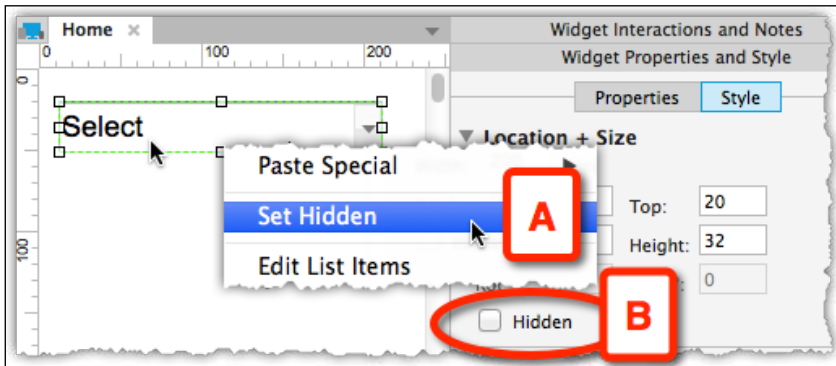 Home
Widget Interactions and Notes
Widget Properties and Style
0 100 200
0
Properties Style
Select
Location + Size
Paste Special
Top: 20
Set Hidden
A
Height: 32
100
Edit List Items
0
Hidden
B